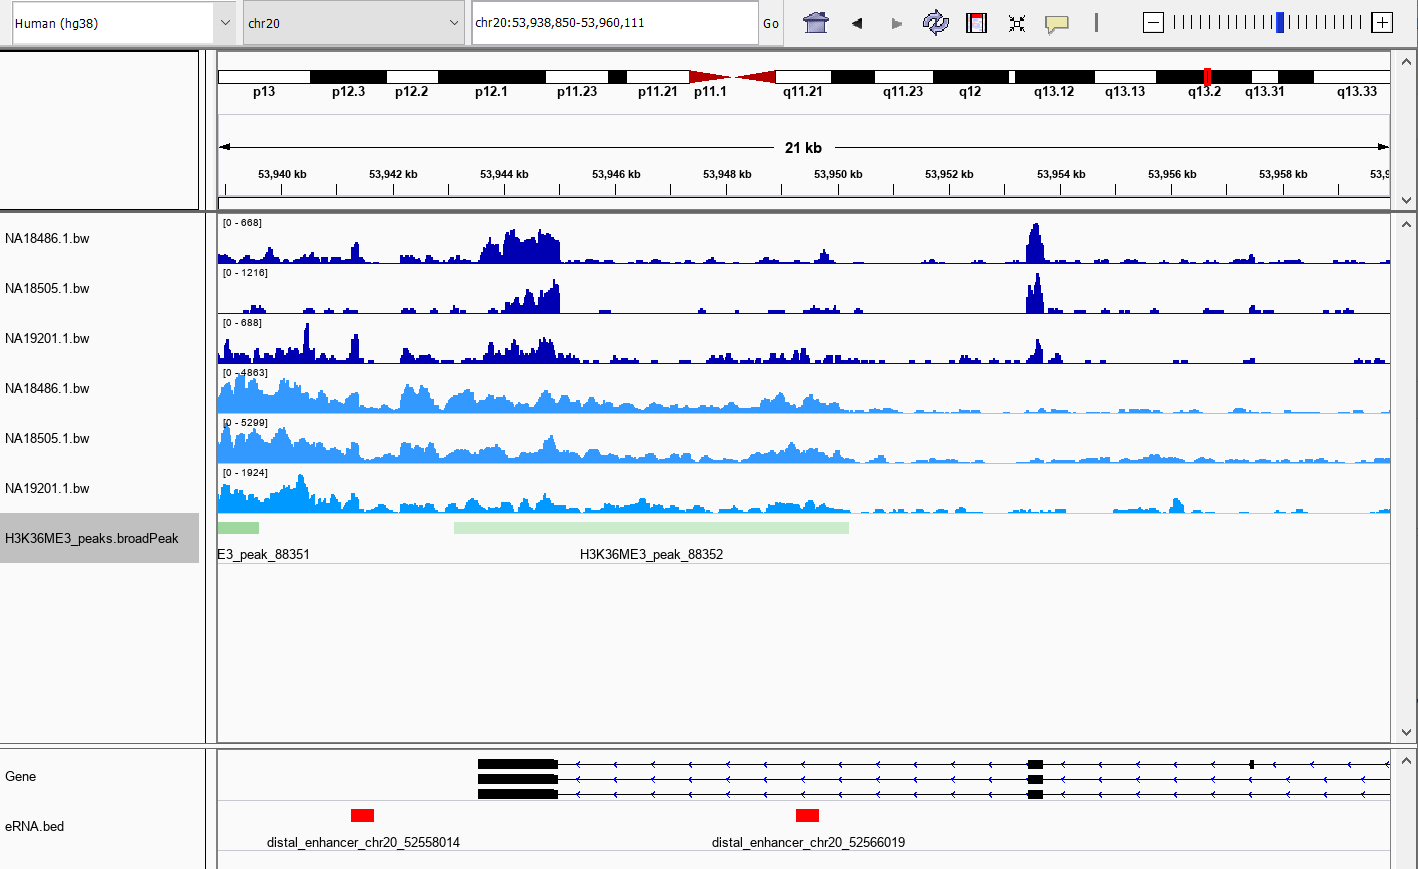 Human (hg38) chr20 chr20:53,938,850-53,960,111 Go
p13 p12.3 p12.2 p12.1 p11.23 p11.21 p11.1 q11.21 q11.23 q12 q13.12 q13.13 q13.2 q13.31 q13.33
21 kb
53,940 kb 53,942 kb 53,944 kb 53,946 kb 53,948 kb 53,950 kb 53,952 kb 53,954 kb 53,956 kb 53,958 kb 53,9
[0 - 668]
NA18486.1.bw
[0 - 1216]
NA18505.1.bw
[0 - 688]
NA19201.1.bw
[0 - 4863]
NA18486.1.bw
[0 - 5299]
NA18505.1.bw
[0 - 1924]
NA19201.1.bw
H3K36ME3_peaks.broadPeak
E3_peak_88351 H3K36ME3_peak_88352
Gene
eRNA.bed
distal_enhancer_chr20_52558014 distal_enhancer_chr20_52566019